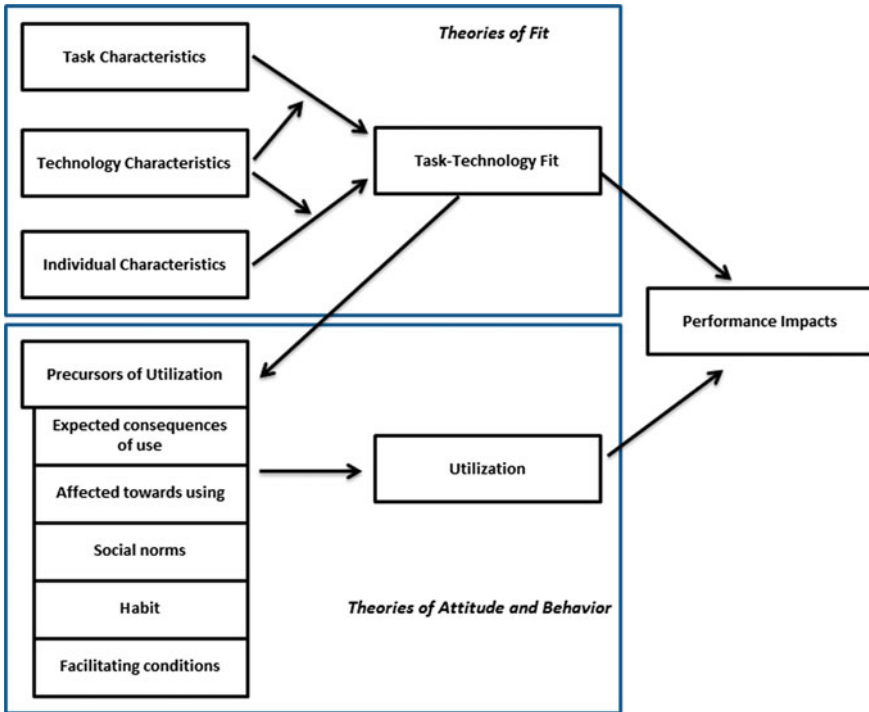 Theories of Fit
Task Characteristics
Technology Characteristics
Task-Technology Fit
Individual Characteristics
Performance Impacts
Precursors of Utilization
Expected consequences
of use
Utilization
Affected towards using
Social norms
Habit
Theories of Attitude and Behavior
Facilitating conditions